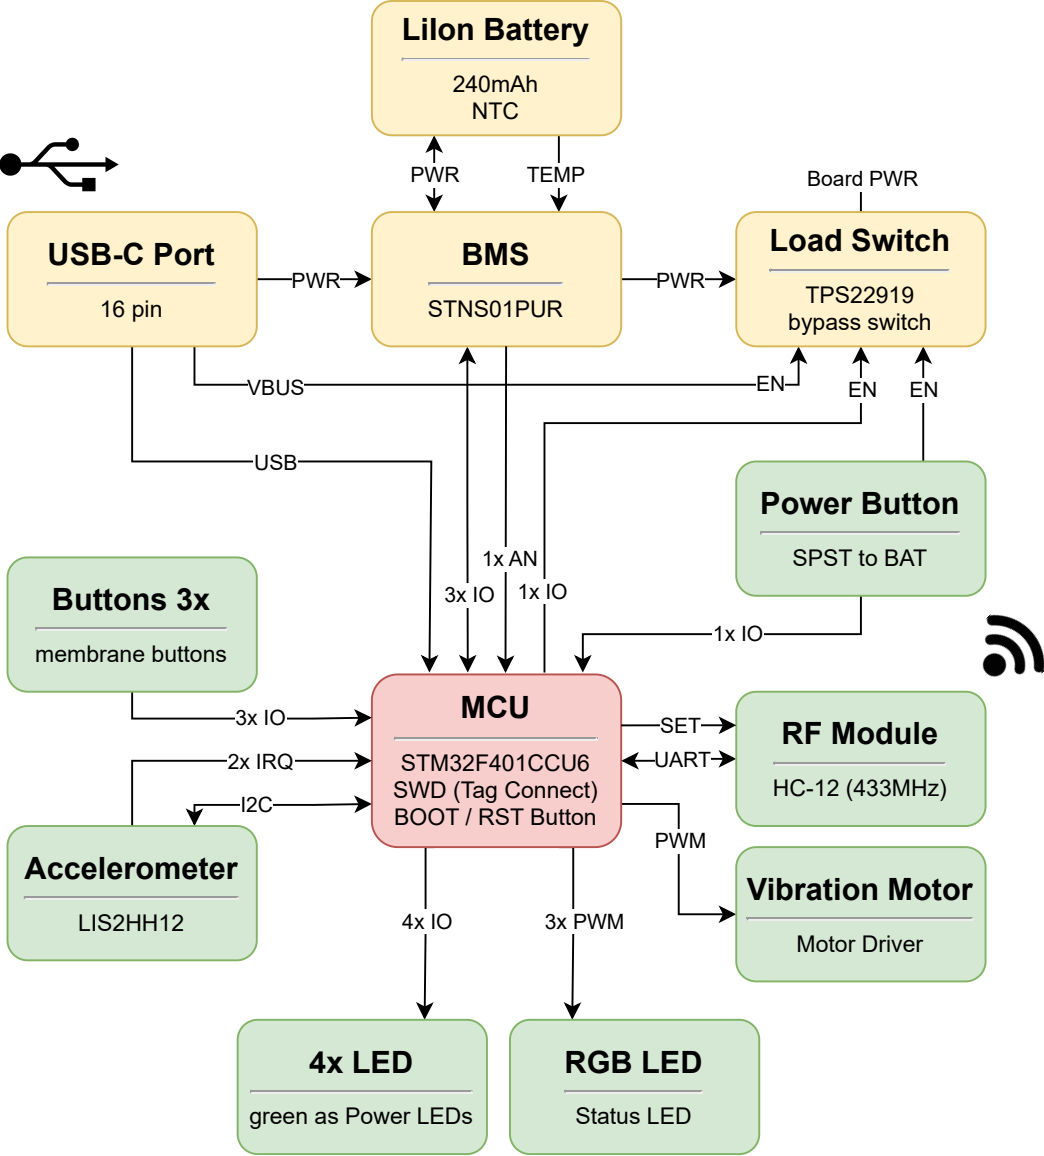 LiIon Battery
240mAh
NTC
PWR
TEMP
Board PWR
USB-C Port
16 pin
PWR
BMS
STNS01PUR
PWR
Load Switch
TPS22919
bypass switch
VBUS
EN
EN
EN
USB
Power Button
SPST to BAT
1x AN
3x IO
1x IO
1x IO
Buttons 3x
membrane buttons
3x IO
2x IRQ
I2C
MCU
STM32F401CCU6
SWD (Tag Connect)
BOOT / RST Button
SET
UART
PWM
RF Module
HC-12 (433MHz)
Accelerometer
LIS2HH12
Vibration Motor
Motor Driver
4x IO
3x PWM
4x LED
green as Power LEDs
RGB LED
Status LED